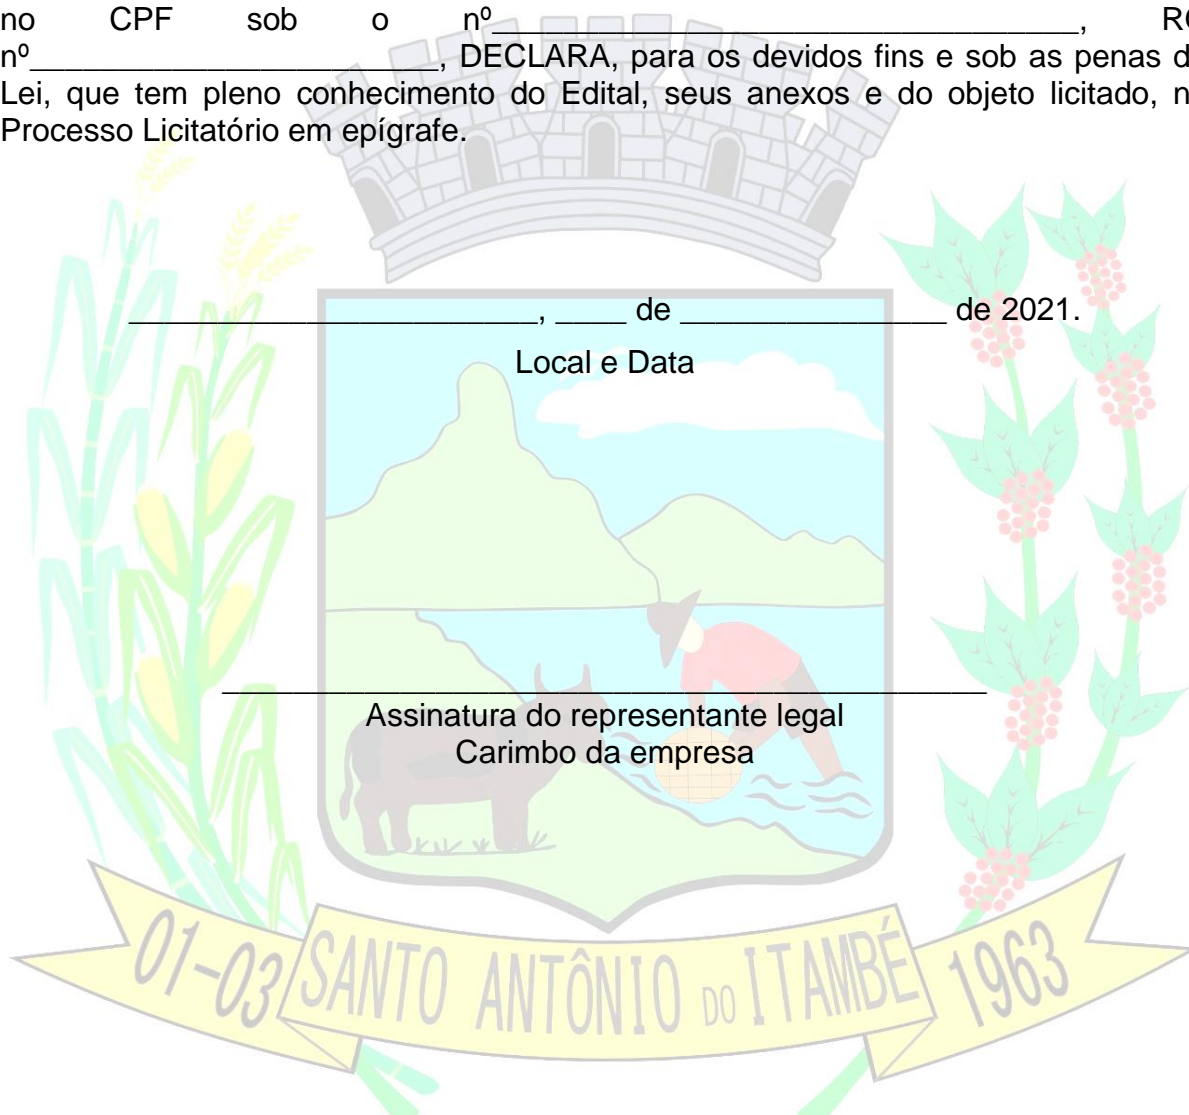 no CPF sob o nº_________________________________,
nº_______________________, DECLARA, para os devidos fins e sob as penas
Lei, que tem pleno conhecimento do Edital, seus anexos e do objeto licitado,
Processo Licitatório em epígrafe.
_______________________, ____ de _______________ de 2021.
Local e Data
___________________________________________
Assinatura do representante legal
Carimbo da empresa
01-03 SANTO ANTÔNIO DO ITAMBÉ 1963